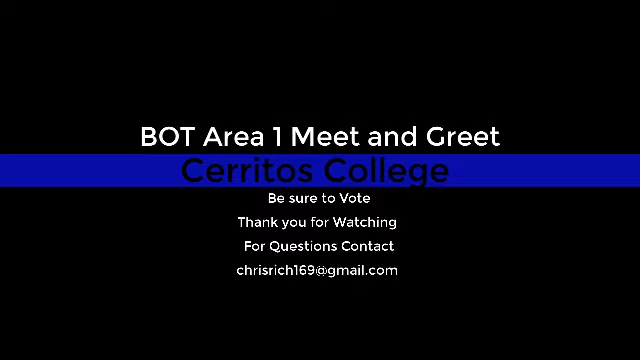 BOT Area 1 Meet and Greet
Cerritos College
Be sure to Vote
Thank you for Watching
For Questions Contact
chrisrich169@gmail.com